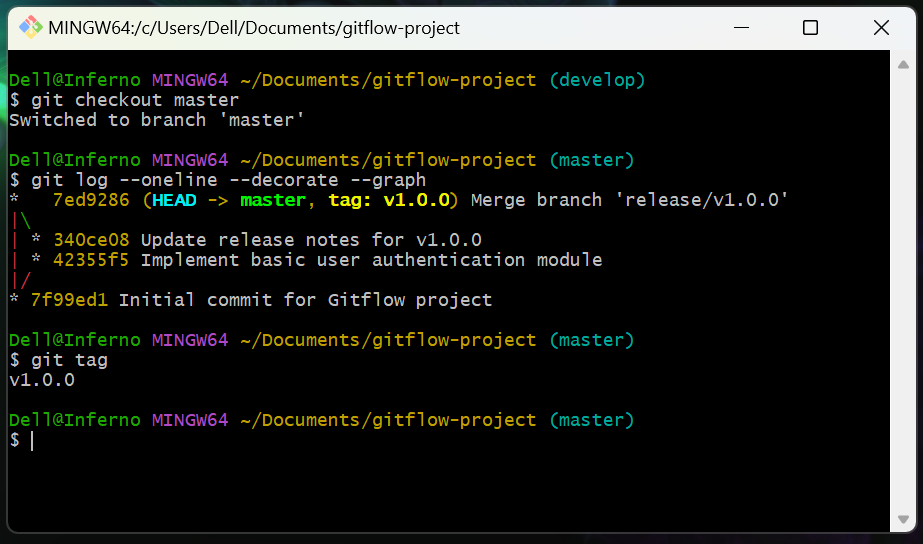 MINGW64:/c/Users/Dell/Documents/gitflow-project
Dell@Inferno MINGW64 ~/Documents/gitflow-project (develop)
$ git checkout master
Switched to branch 'master'
Dell@Inferno MINGW64 ~/Documents/gitflow-project (master)
$ git log --oneline --decorate --graph
*   7ed9286 (HEAD -> master, tag: v1.0.0) Merge branch 'release/v1.0.0'
|\
| * 340ce08 Update release notes for v1.0.0
| * 42355f5 Implement basic user authentication module
|/
* 7f99ed1 Initial commit for Gitflow project
Dell@Inferno MINGW64 ~/Documents/gitflow-project (master)
$ git tag
v1.0.0
Dell@Inferno MINGW64 ~/Documents/gitflow-project (master)
$